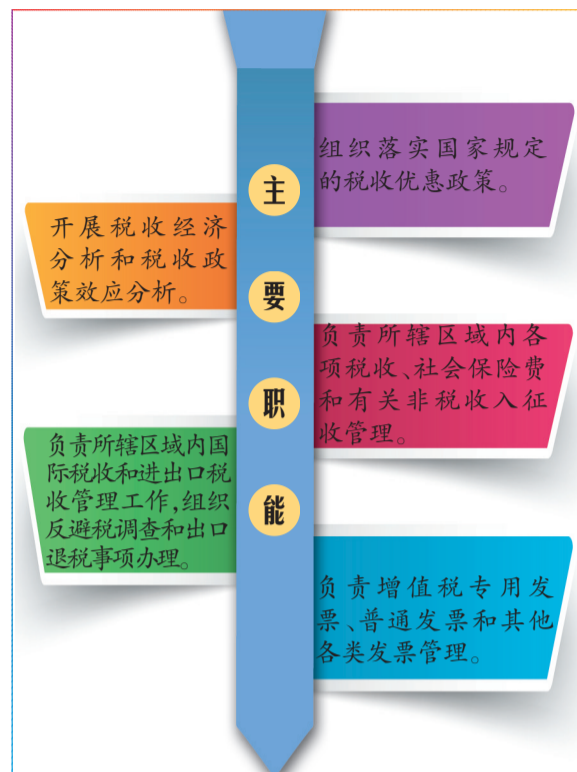 主
要
职
能
组织落实国家规定
的税收优惠政策。
开展税收经济
分析和税收政
策效应分析。
负责所辖区域内各
项税收、社会保险费
和有关非税收入征
收管理。
负责所辖区域内国
际税收和进出口税
收管理工作,组织
反避税调查和出口
退税事项办理。
负责增值税专用发
票、普通发票和其他
各类发票管理。